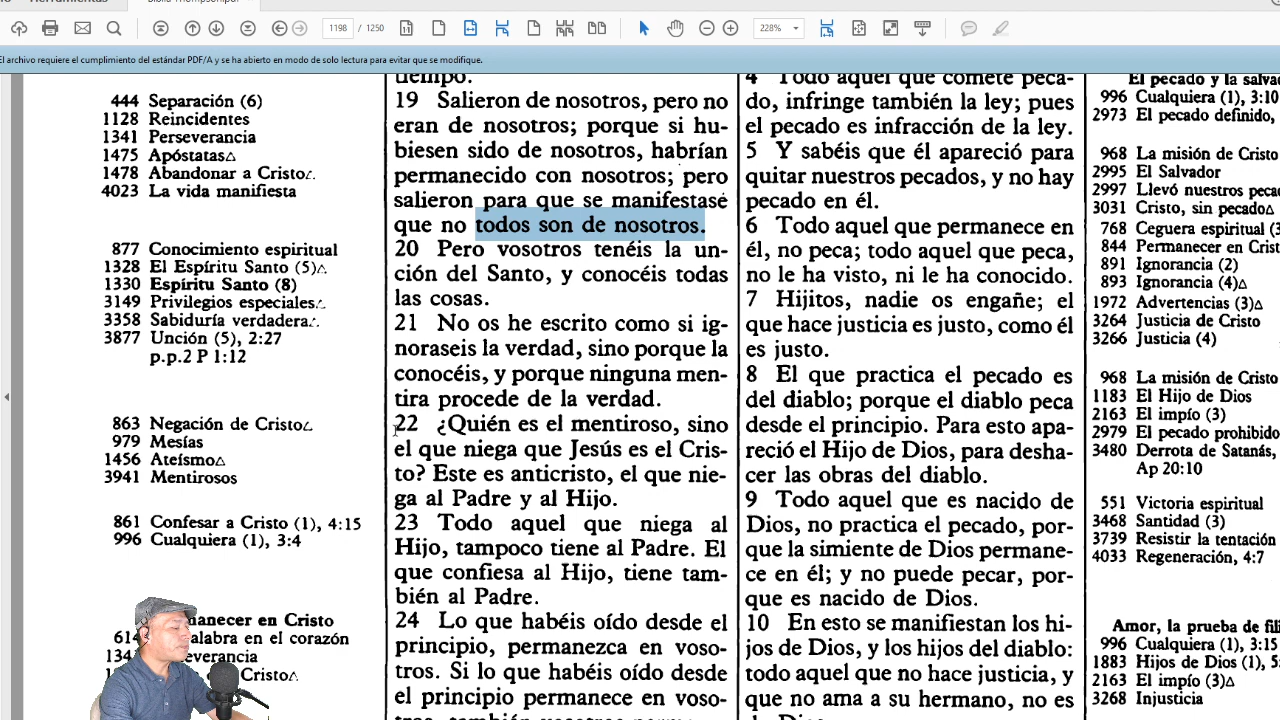 Herramientas
Biblia Thompson.pdf
1198 / 1250
228%
El archivo requiere el cumplimiento del estándar PDF/A y se ha abierto en modo de solo lectura para evitar que se modifique.
444 Separación (6)
1128 Reincidentes
1341 Perseverancia
1475 Apóstatas△
1478 Abandonar a Cristo
4023 La vida manifiesta
877 Conocimiento espiritual
1328 El Espíritu Santo (5)
1330 Espíritu Santo (8)
3149 Privilegios especiales
3358 Sabiduría verdadera
3877 Unción (5), 2:27
p.p.2 P 1:12
863 Negación de Cristo
979 Mesías
1456 Ateísmo△
3941 Mentirosos
861 Confesar a Cristo (1), 4:15
996 Cualquiera (1), 3:4
manecer en Cristo
614 alabra en el corazón
134 everancia
Cristo
tiempo.
19 Salieron de nosotros, pero no
eran de nosotros; porque si hu-
biesen sido de nosotros, habrían
permanecido con nosotros; pero
salieron para que se manifestase
que no todos son de nosotros.
20 Pero vosotros tenéis la un-
ción del Santo, y conocéis todas
las cosas.
21 No os he escrito como si ig-
noraseis la verdad, sino porque la
conocéis, y porque ninguna men-
tira procede de la verdad.
22 ¿Quién es el mentiroso, sino
el que niega que Jesús es el Cris-
to? Este es anticristo, el que nie-
ga al Padre y al Hijo.
23 Todo aquel que niega al
Hijo, tampoco tiene al Padre. El
que confiesa al Hijo, tiene tam-
bién al Padre.
24 Lo que habéis oído desde el
principio, permanezca en voso-
tros. Si lo que habéis oído desde
el principio permanece en voso-
4 Todo aquel que comete peca-
do, infringe también la ley; pues
el pecado es infracción de la ley.
5 Y sabéis que él apareció para
quitar nuestros pecados, y no hay
pecado en él.
6 Todo aquel que permanece en
él, no peca; todo aquel que peca,
no le ha visto, ni le ha conocido.
7 Hijitos, nadie os engañe; el
que hace justicia es justo, como él
es justo.
8 El que practica el pecado es
del diablo; porque el diablo peca
desde el principio. Para esto apa-
reció el Hijo de Dios, para desha-
cer las obras del diablo.
9 Todo aquel que es nacido de
Dios, no practica el pecado, por-
que la simiente de Dios permane-
ce en él; y no puede pecar, por-
que es nacido de Dios.
10 En esto se manifiestan los hi-
jos de Dios, y los hijos del diablo:
todo aquel que no hace justicia, y
que no ama a su hermano, no es
de Dios.
El pecado y la salva
996 Cualquiera (1), 3:10
2973 El pecado definido,
968 La misión de Cristo
2995 El Salvador
2997 Llevó nuestros peca
3031 Cristo, sin pecado△
768 Ceguera espiritual (3
844 Permanecer en Crist
891 Ignorancia (2)
893 Ignorancia (4)△
1972 Advertencias (3)△
3264 Justicia de Cristo
3266 Justicia (4)
968 La misión de Cristo
1183 El Hijo de Dios
2163 El impío (3)
2979 El pecado prohibido
3480 Derrota de Satanás,
Ap 20:10
551 Victoria espiritual
3468 Santidad (3)
3739 Resistir la tentación
4033 Regeneración, 4:7
Amor, la prueba de fili
996 Cualquiera (1), 3:15
1883 Hijos de Dios (1), 5:
2163 El impío (3)△
3268 Injusticia